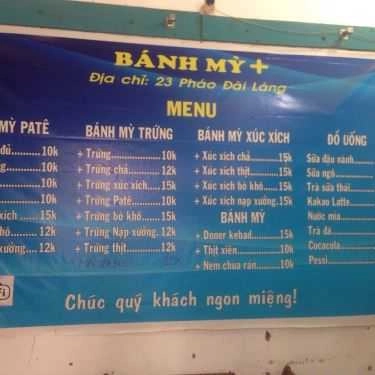 BÁNH MỲ +
Địa chỉ: 23 Pháo Đài Láng
MENU
MỲ PATÊ
đủ 10k
10k
10k
10k
xích 15k
hó 12k
xường 12k
BÁNH MỲ TRỨNG
+ Trứng 10k
+ Trứng chả 12k
+ Trứng xúc xích 15k
+ Trứng Patê 10k
+ Trứng bò khô 15k
+ Trứng Nạp xường 12k
+ Trứng thịt 12k
BÁNH MỲ XÚC XÍCH
+ Xúc xích chả 15k
+ Xúc xích thịt 15k
+ Xúc xích bò khô 15k
+ Xúc xích nạp xường 15k
BÁNH MỲ
+ Doner kebad 15k
+ Thịt xiên 10k
+ Nem chua rán 10k
ĐỒ UỐNG
Sữa đậu nành
Sữa ngô
Trà sữa thái
Kakao Latte
Nước mía
Trà đá
Cocacola
Pessi
Chúc quý khách ngon miệng!